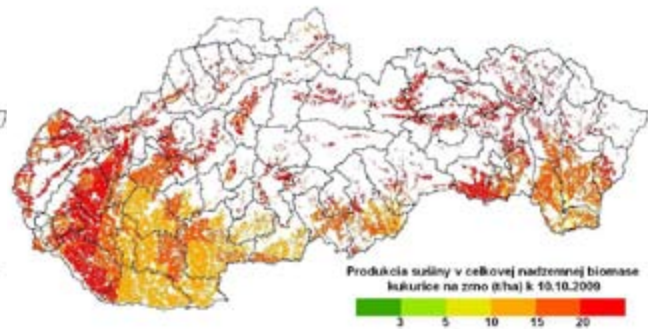 Produkcia sušiny v celkovej nadzemnej biomase
kukurice na zrno (t/ha) k 10.10.2009
3 5 10 15 20